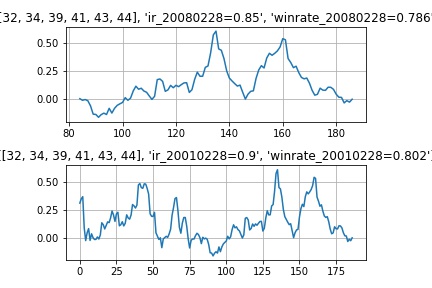 [32, 34, 39, 41, 43, 44], 'ir_20080228=0.85', 'winrate_20080228=0.786'
0.50
0.25
0.00
80 100 120 140 160 180
[[32, 34, 39, 41, 43, 44], 'ir_20010228=0.9', 'winrate_20010228=0.802']
0.50
0.25
0.00
0 25 50 75 100 125 150 175